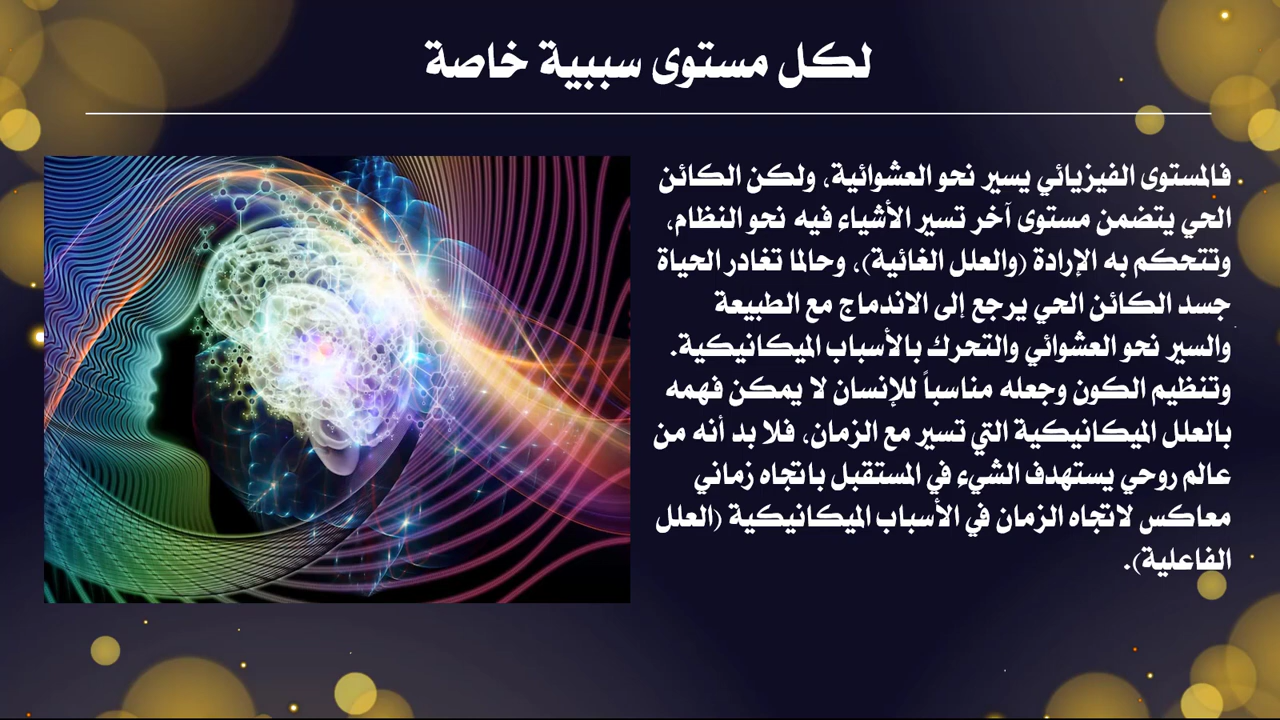 لكل مستوى سببية خاصة
فالمستوى الفيزيائي يسير نحو العشوائية، ولكن الكائن
الحي يتضمن مستوى آخر تسير الأشياء فيه نحو النظام،
وتتحكم به الإرادة (والعلل الغائية)، وحالما تغادر الحياة
جسد الكائن الحي يرجع إلى الاندماج مع الطبيعة
والسير نحو العشوائي والتحرك بالأسباب الميكانيكية.
وتنظيم الكون وجعله مناسباً للإنسان لا يمكن فهمه
بالعلل الميكانيكية التي تسير مع الزمان، فلا بد أنه من
عالم روحي يستهدف الشيء في المستقبل باتجاه زماني
معاكس لاتجاه الزمان في الأسباب الميكانيكية (العلل
الفاعلية).